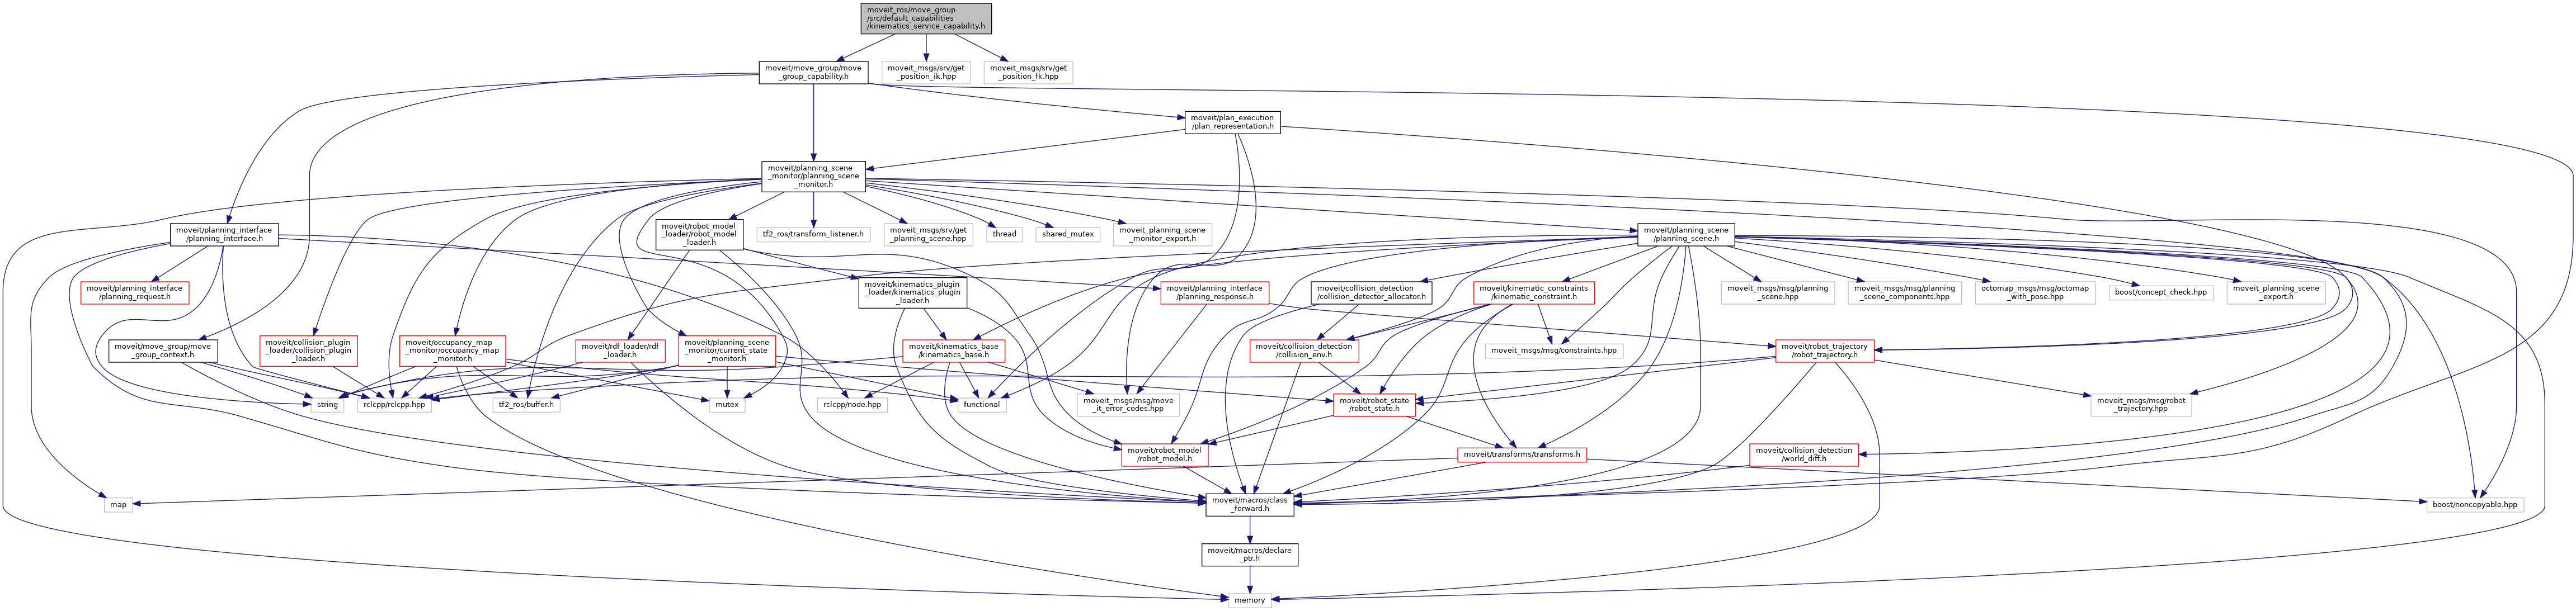 moveit_ros/move_group
/src/default_capabilities
/kinematics_service_capability.h
moveit/move_group/move
_group_capability.h
moveit_msgs/srv/get
_position_ik.hpp
moveit_msgs/srv/get
_position_fk.hpp
moveit/plan_execution
/plan_representation.h
moveit/planning_scene
_monitor/planning_scene
_monitor.h
moveit/planning_interface
/planning_interface.h
moveit/robot_model
_loader/robot_model
_loader.h
tf2_ros/transform_listener.h
moveit_msgs/srv/get
_planning_scene.hpp
thread
shared_mutex
moveit_planning_scene
_monitor_export.h
moveit/planning_scene
/planning_scene.h
moveit/planning_interface
/planning_request.h
moveit/kinematics_plugin
_loader/kinematics_plugin
_loader.h
moveit/planning_interface
/planning_response.h
moveit/collision_detection
/collision_detector_allocator.h
moveit/kinematic_constraints
/kinematic_constraint.h
moveit_msgs/msg/planning
_scene.hpp
moveit_msgs/msg/planning
_scene_components.hpp
octomap_msgs/msg/octomap
_with_pose.hpp
boost/concept_check.hpp
moveit_planning_scene
_export.h
moveit/move_group/move
_group_context.h
moveit/collision_plugin
_loader/collision_plugin
_loader.h
moveit/occupancy_map
_monitor/occupancy_map
_monitor.h
moveit/rdf_loader/rdf
_loader.h
moveit/planning_scene
_monitor/current_state
_monitor.h
moveit/kinematics_base
/kinematics_base.h
moveit/collision_detection
/collision_env.h
moveit_msgs/msg/constraints.hpp
moveit/robot_trajectory
/robot_trajectory.h
string
rclcpp/rclcpp.hpp
tf2_ros/buffer.h
mutex
rclcpp/node.hpp
functional
moveit_msgs/msg/move
_it_error_codes.hpp
moveit/robot_state
/robot_state.h
moveit_msgs/msg/robot
_trajectory.hpp
moveit/robot_model
/robot_model.h
moveit/transforms/transforms.h
moveit/collision_detection
/world_diff.h
map
moveit/macros/class
_forward.h
boost/noncopyable.hpp
moveit/macros/declare
_ptr.h
memory